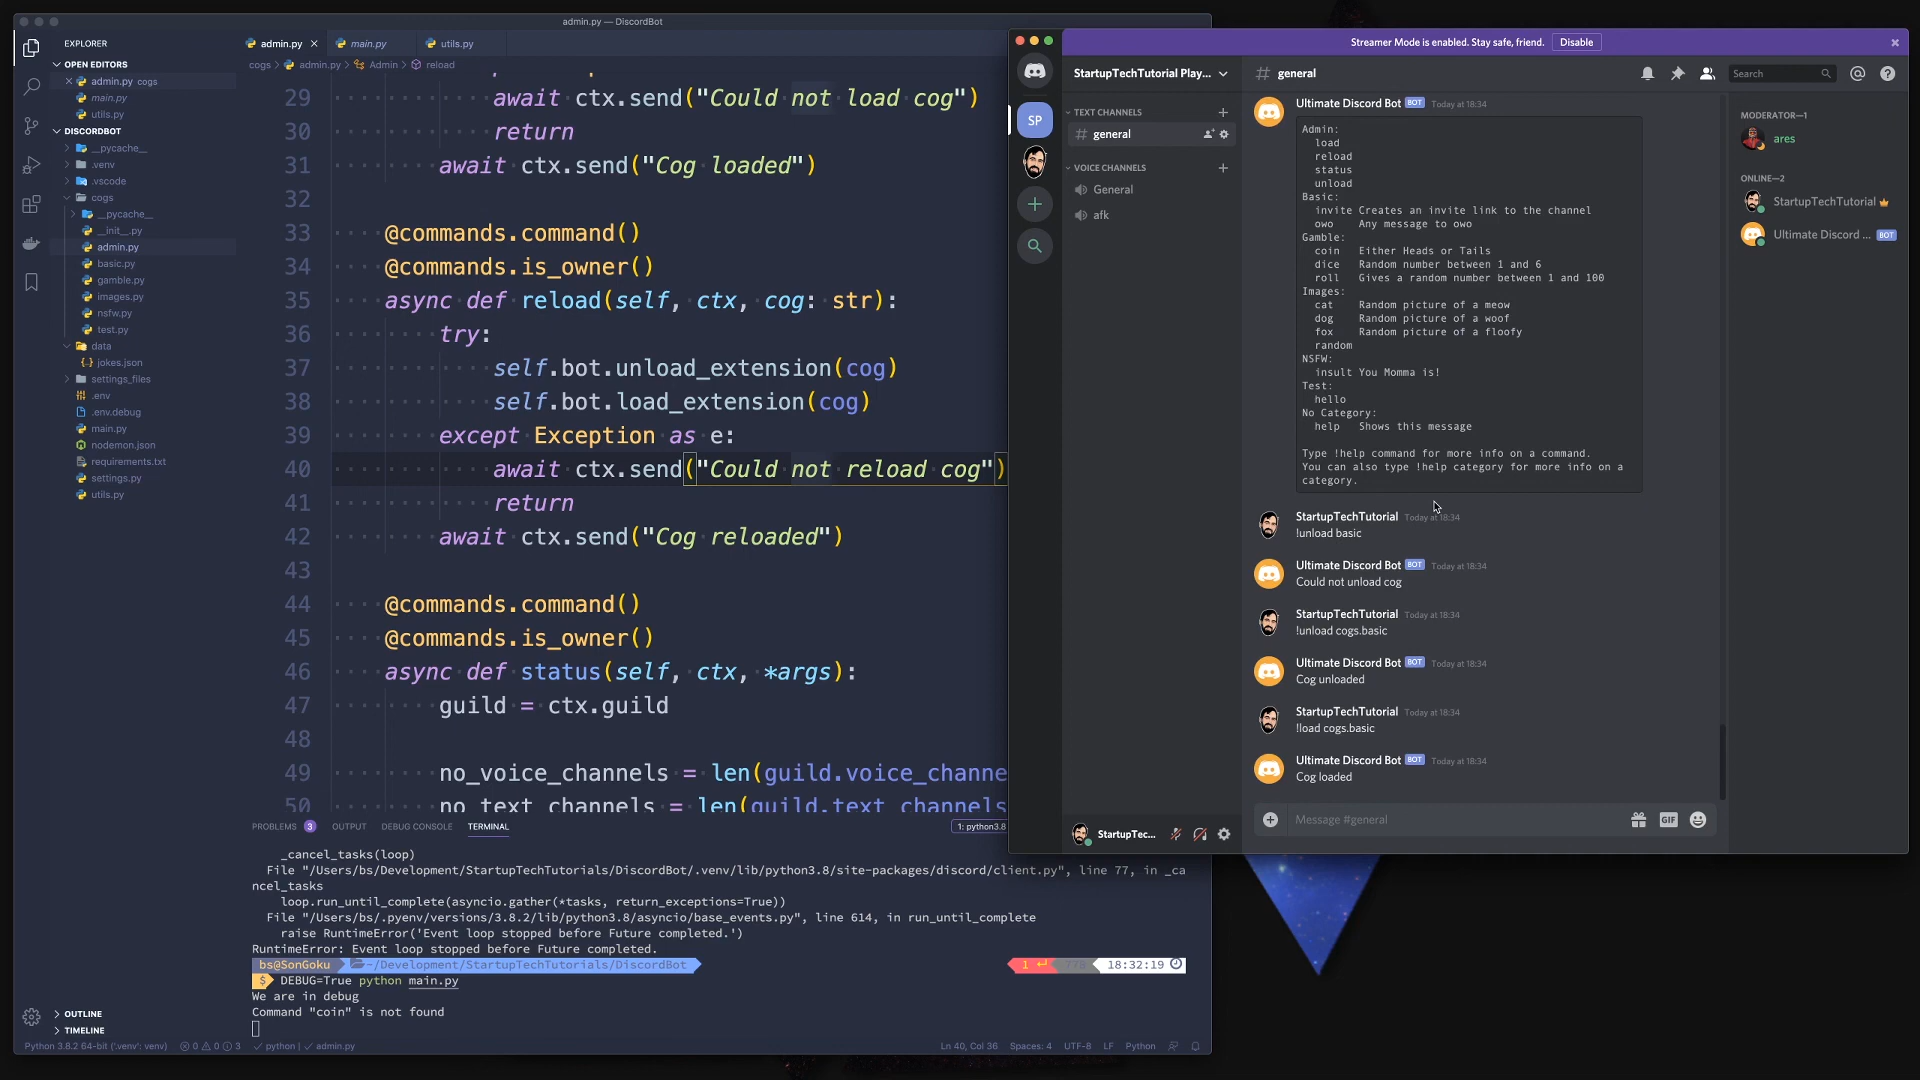 admin.py — DiscordBot
EXPLORER
OPEN EDITORS
admin.py cogs
main.py
utils.py
DISCORDBOT
__pycache__
.venv
.vscode
cogs
__pycache__
__init__.py
admin.py
basic.py
gamble.py
images.py
nsfw.py
test.py
data
jokes.json
settings_files
.env
.env.debug
main.py
nodemon.json
requirements.txt
settings.py
utils.py
OUTLINE
TIMELINE
admin.py
main.py
utils.py
cogs > admin.py > Admin > reload
29 await ctx.send("Could not load cog")
30 return
31 await ctx.send("Cog loaded")
32
33 @commands.command()
34 @commands.is_owner()
35 async def reload(self, ctx, cog: str):
36 try:
37 self.bot.unload_extension(cog)
38 self.bot.load_extension(cog)
39 except Exception as e:
40 await ctx.send("Could not reload cog")
41 return
42 await ctx.send("Cog reloaded")
43
44 @commands.command()
45 @commands.is_owner()
46 async def status(self, ctx, *args):
47 guild = ctx.guild
48
49 no_voice_channels = len(guild.voice_channe
50 no_text_channels = len(guild.text_channels
PROBLEMS 3 OUTPUT DEBUG CONSOLE TERMINAL
1: python3.8
_cancel_tasks(loop)
File "/Users/bs/Development/StartupTechTutorials/DiscordBot/.venv/lib/python3.8/site-packages/discord/client.py", line 77, in _ca
ncel_tasks
loop.run_until_complete(asyncio.gather(*tasks, return_exceptions=True))
File "/Users/bs/.pyenv/versions/3.8.2/lib/python3.8/asyncio/base_events.py", line 614, in run_until_complete
raise RuntimeError('Event loop stopped before Future completed.')
RuntimeError: Event loop stopped before Future completed.
bs@SonGoku ~/Development/StartupTechTutorials/DiscordBot
1 18:32:19
$ DEBUG=True python main.py
We are in debug
Command "coin" is not found
Python 3.8.2 64-bit ('.venv': venv) 0 0 3 python admin.py
Ln 40, Col 36 Spaces: 4 UTF-8 LF Python
Streamer Mode is enabled. Stay safe, friend. Disable
StartupTechTutorial Play...
# general
Search
SP
TEXT CHANNELS
# general
VOICE CHANNELS
General
afk
StartupTec...
Ultimate Discord Bot BOT Today at 18:34
Admin:
load
reload
status
unload
Basic:
invite Creates an invite link to the channel
owo Any message to owo
Gamble:
coin Either Heads or Tails
dice Random number between 1 and 6
roll Gives a random number between 1 and 100
Images:
cat Random picture of a meow
dog Random picture of a woof
fox Random picture of a floofy
random
NSFW:
insult You Momma is!
Test:
hello
No Category:
help Shows this message
Type !help command for more info on a command.
You can also type !help category for more info on a
category.
StartupTechTutorial Today at 18:34
!unload basic
Ultimate Discord Bot BOT Today at 18:34
Could not unload cog
StartupTechTutorial Today at 18:34
!unload cogs.basic
Ultimate Discord Bot BOT Today at 18:34
Cog unloaded
StartupTechTutorial Today at 18:34
!load cogs.basic
Ultimate Discord Bot BOT Today at 18:34
Cog loaded
Message #general
GIF
MODERATOR—1
ares
ONLINE—2
StartupTechTutorial
Ultimate Discord ... BOT